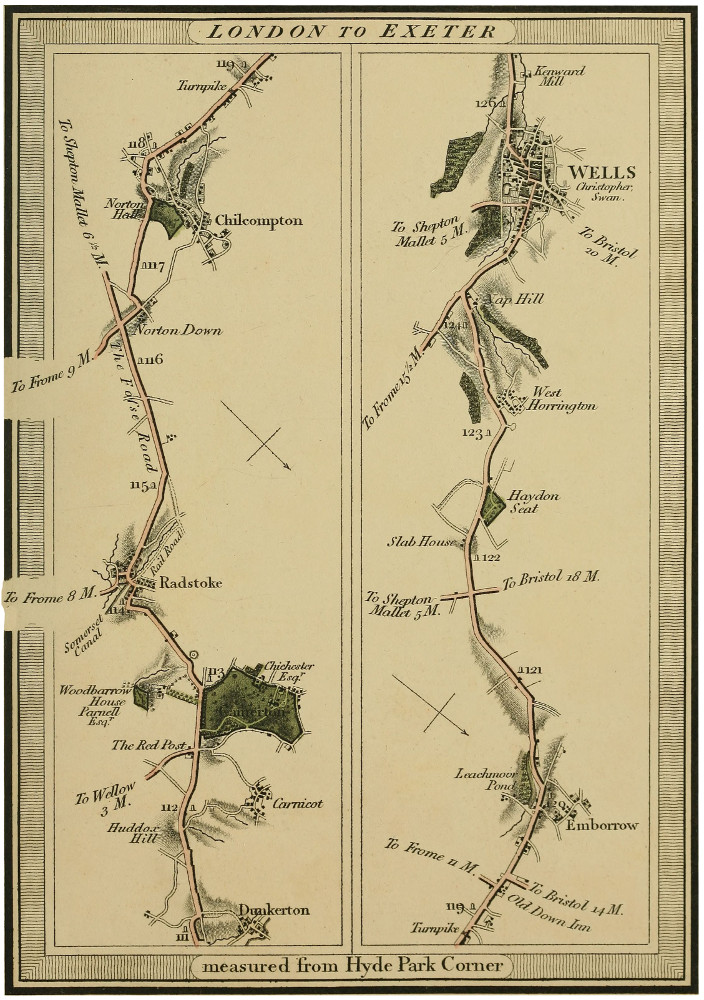 LONDON TO EXETER
119
Turnpike
118
To Shepton Mallet 6 ½ M.
Norton
Hall
Chilcompton
117
Norton Down
To Frome 9 M.
116
The Fosse Road
115
Rail Road
Radstoke
To Frome 8 M.
114
Somerset
Canal
113
Chichester
Esqr.
Woodbarrow
House
Parnell
Esqr.
The Red Post
To Wellow
3 M.
112
Carnicot
Huddox
Hill
Dunkerton
111
Kenward
Mill
126
WELLS
Christopher,
Swan.
To Shepton
Mallet 5 M.
To Bristol
20 M.
Nap Hill
124
To Frome 15½ M.
West
Horrington
123
Haydon
Seat
Slab House
122
To Bristol 18 M.
To Shepton
Mallet 5 M.
121
Leachmoor
Pond
120
Emborrow
To Frome 11 M.
To Bristol 14 M.
Old Down Inn
119
Turnpike
measured from Hyde Park Corner